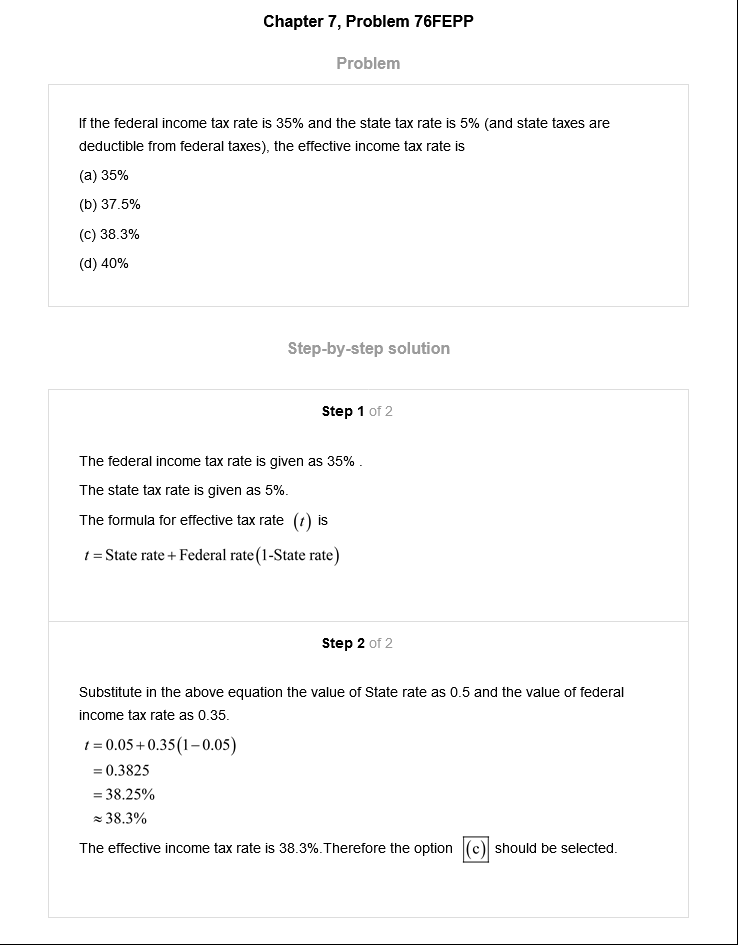 Chapter 7, Problem 76FEPP
Problem
If the federal income tax rate is 35% and the state tax rate is 5% (and state taxes are
deductible from federal taxes), the effective income tax rate is
(a) 35%
(b) 37.5%
(c) 38.3%
(d) 40%
Step-by-step solution
Step 1 of 2
The federal income tax rate is given as 35% .
The state tax rate is given as 5%.
The formula for effective tax rate (t) is
t = State rate + Federal rate(1-State rate)
Step 2 of 2
Substitute in the above equation the value of State rate as 0.5 and the value of federal
income tax rate as 0.35.
t = 0.05 + 0.35(1 − 0.05)
= 0.3825
= 38.25%
≈ 38.3%
The effective income tax rate is 38.3%.Therefore the option (c) should be selected.